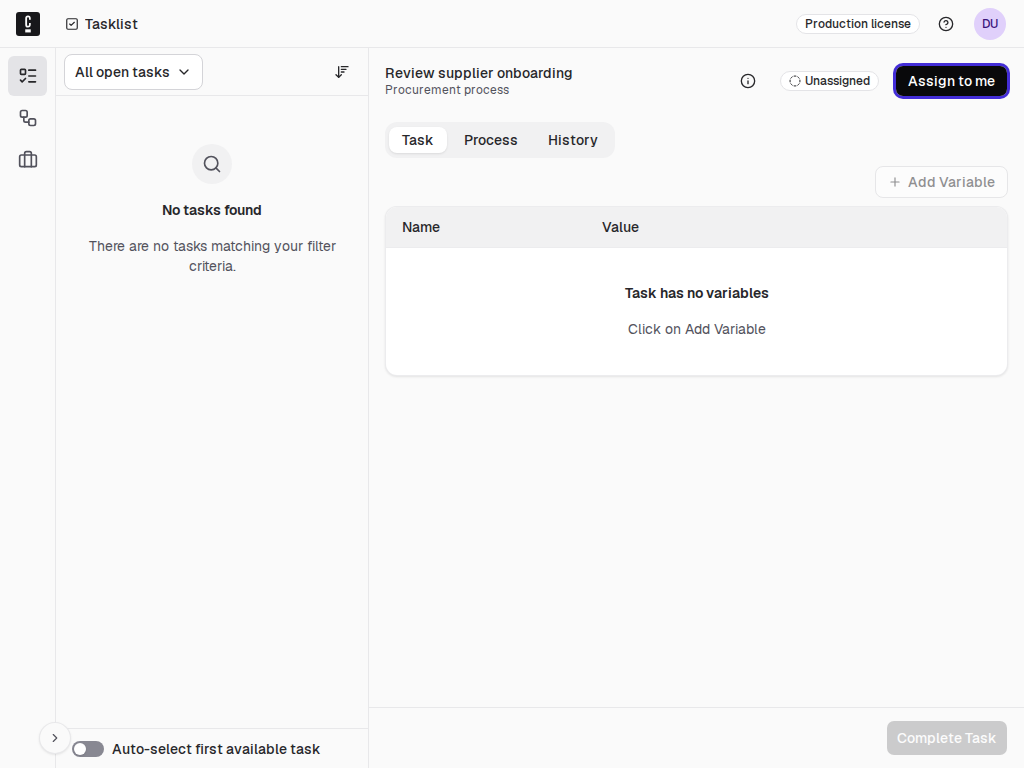 Tasklist
Production license
DU
All open tasks
No tasks found
There are no tasks matching your filter
criteria.
Auto-select first available task
Review supplier onboarding
Procurement process
Unassigned
Assign to me
Task
Process
History
Add Variable
Name
Value
Task has no variables
Click on Add Variable
Complete Task